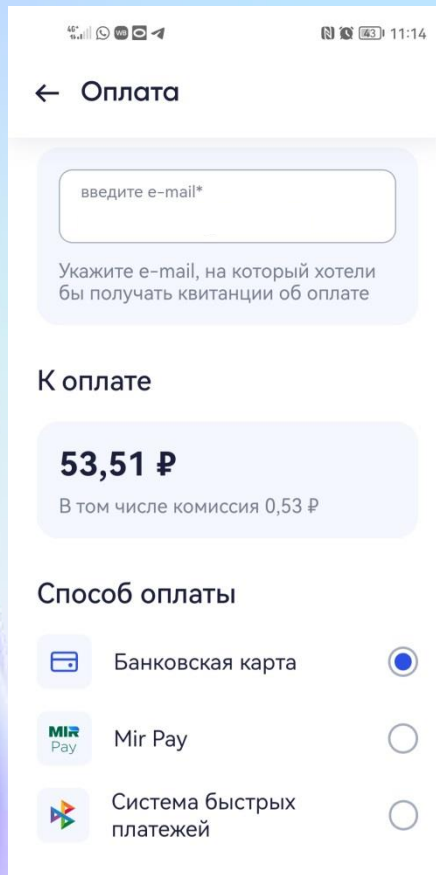 11:14
43
Оплата
введите e-mail*
Укажите e-mail, на который хотели
бы получать квитанции об оплате
К оплате
53,51 ₽
В том числе комиссия 0,53 ₽
Способ оплаты
Банковская карта
MIR
Pay
Mir Pay
Система быстрых
платежей